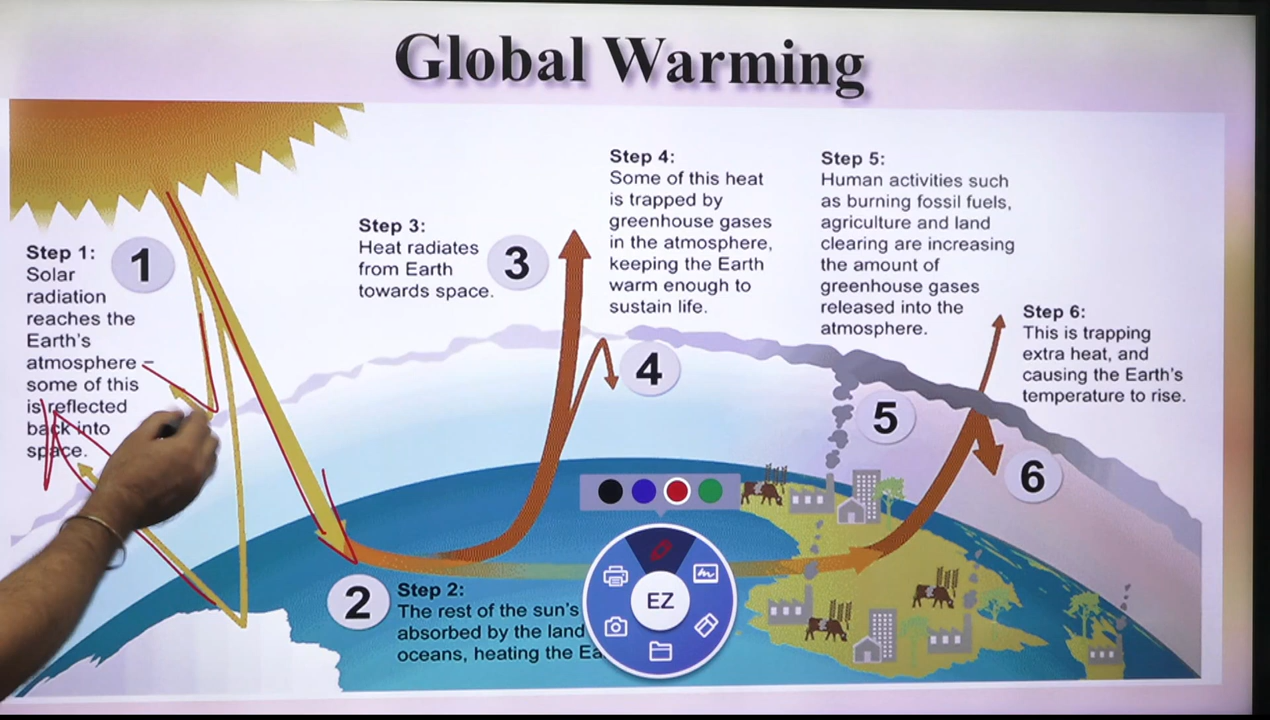 Global Warming
Step 1:
Solar
radiation
reaches the
Earth's
atmosphere –
some of this
is reflected
back into
space.
1
Step 2:
The rest of the sun's
absorbed by the land
oceans, heating the
2
Step 3:
Heat radiates
from Earth
towards space.
3
Step 4:
Some of this heat
is trapped by
greenhouse gases
in the atmosphere,
keeping the Earth
warm enough to
sustain life.
4
Step 5:
Human activities such
as burning fossil fuels,
agriculture and land
clearing are increasing
the amount of
greenhouse gases
released into the
atmosphere.
5
Step 6:
This is trapping
extra heat, and
causing the Earth's
temperature to rise.
6
EZ